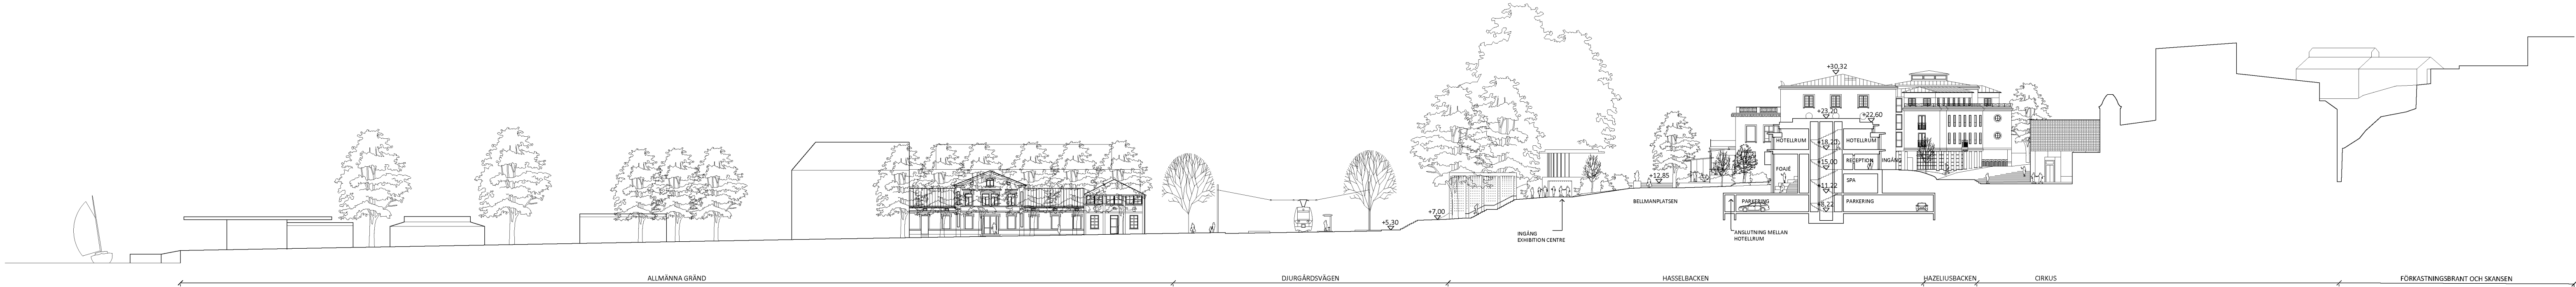 +30,32
+23,20
+22,60
HOTELLRUM
+18,20
HOTELLRUM
+15,00
RECEPTION
INGÅNG
FOAJÉ
+12,85
SPA
+11,22
BELLMANPLATSEN
PARKERING
+8,22
PARKERING
+7,00
+5,30
INGÅNG
EXHIBITION CENTRE
ANSLUTNING MELLAN
HOTELLRUM
ALLMÄNNA GRÄND
DJURGÅRDSVÄGEN
HASSELBACKEN
HAZELIUSBACKEN
CIRKUS
FÖRKASTNINGSBRANT OCH SKANSEN